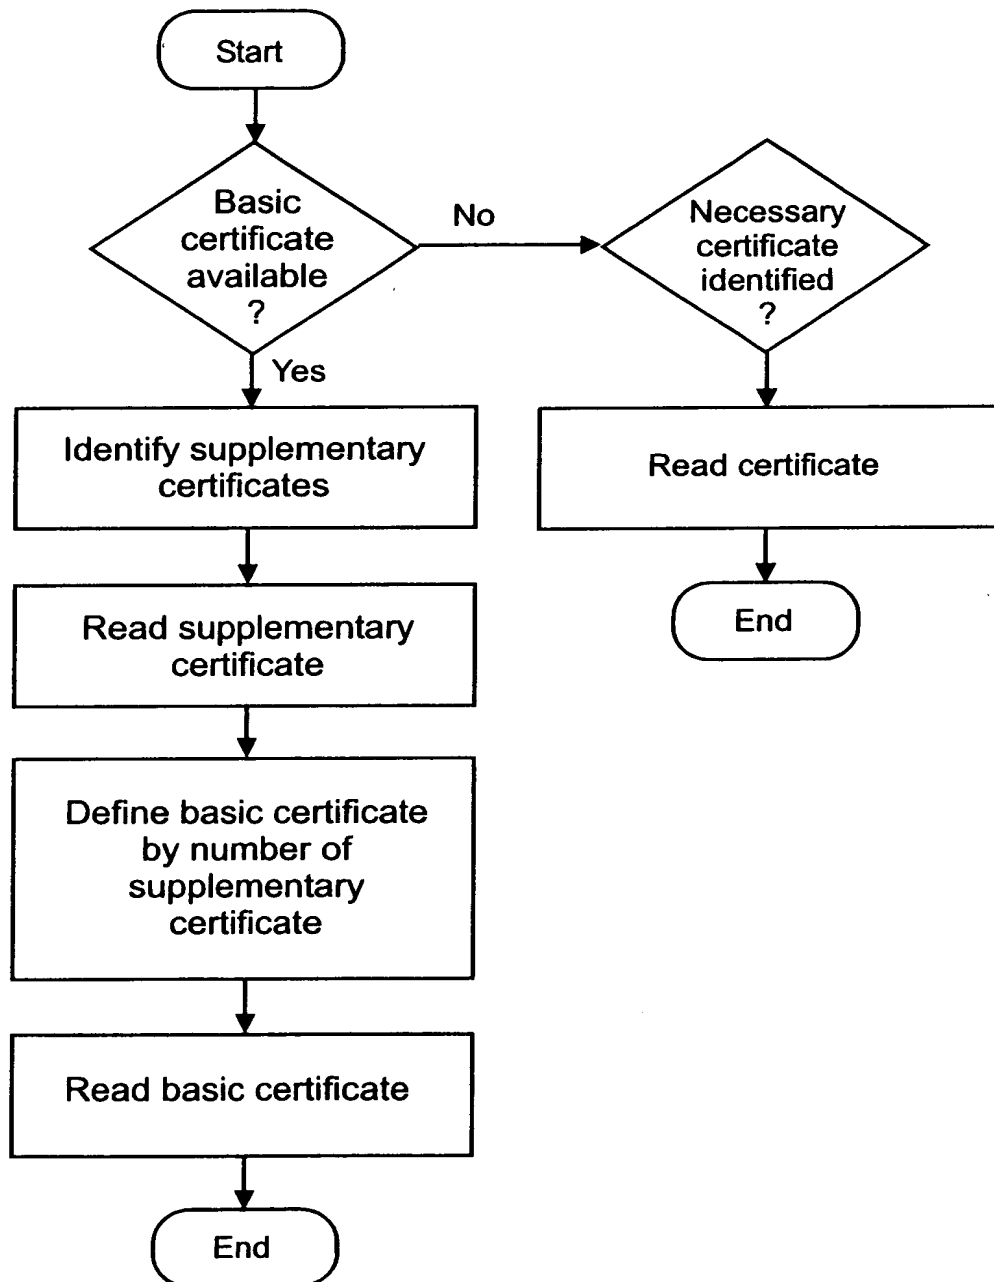 Start
Basic
certificate
available
?
No
Necessary
certificate
identified
?
Yes
Identify supplementary
certificates
Read certificate
Read supplementary
certificate
End
Define basic certificate
by number of
supplementary
certificate
Read basic certificate
End